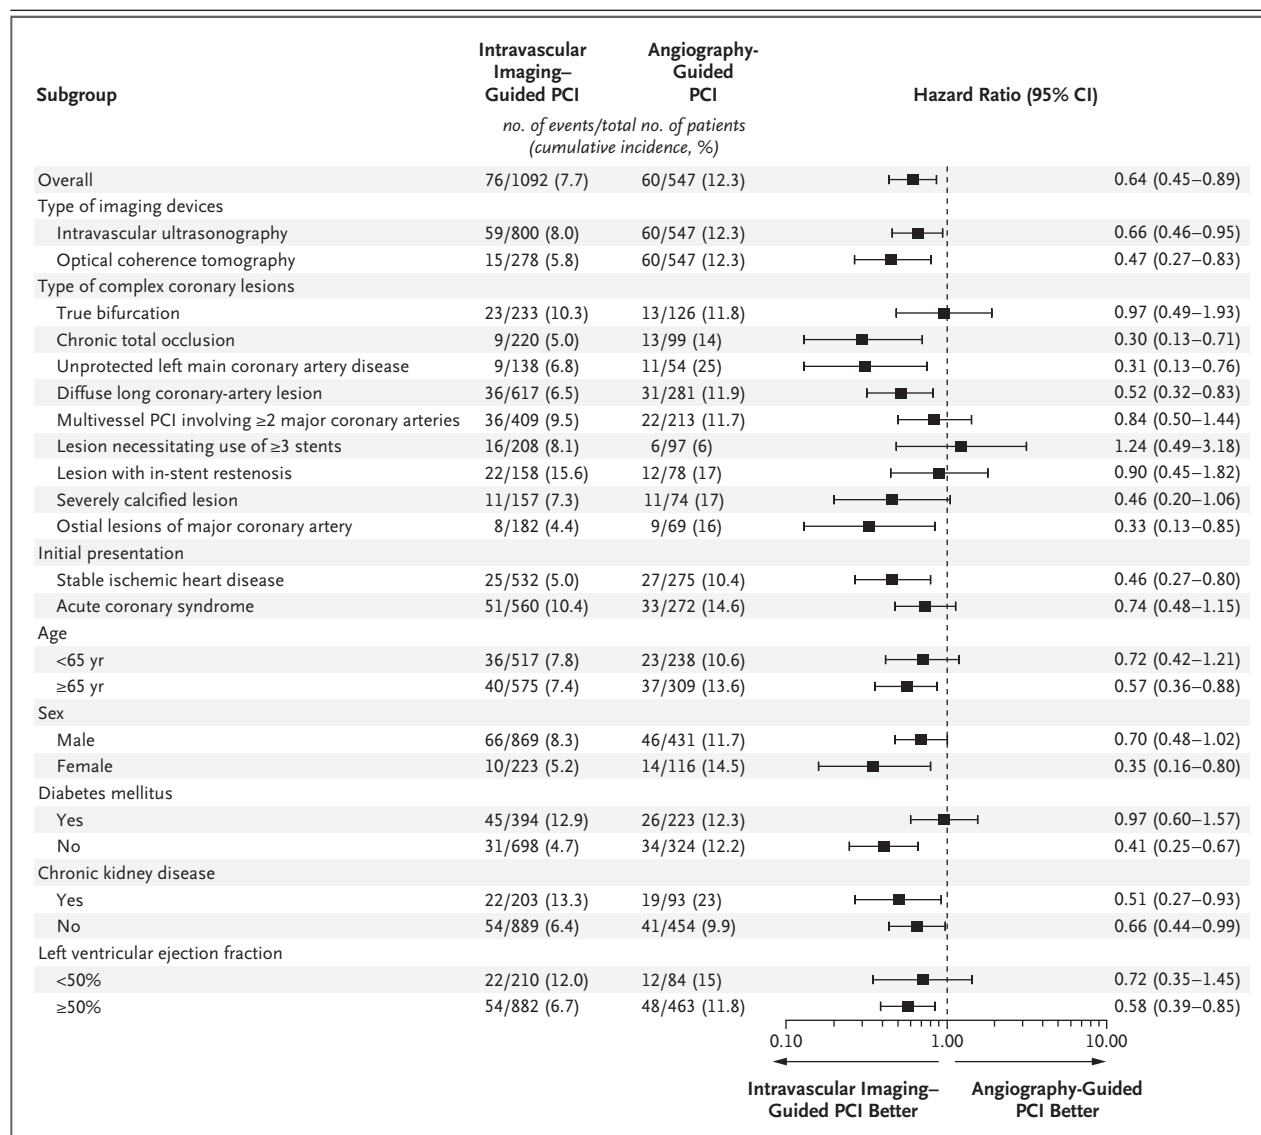 Subgroup
Intravascular
Imaging–
Guided PCI
Angiography-
Guided
PCI
Hazard Ratio (95% CI)
no. of events/total no. of patients
(cumulative incidence, %)
Overall 76/1092 (7.7) 60/547 (12.3) 0.64 (0.45–0.89)
Type of imaging devices
Intravascular ultrasonography 59/800 (8.0) 60/547 (12.3) 0.66 (0.46–0.95)
Optical coherence tomography 15/278 (5.8) 60/547 (12.3) 0.47 (0.27–0.83)
Type of complex coronary lesions
True bifurcation 23/233 (10.3) 13/126 (11.8) 0.97 (0.49–1.93)
Chronic total occlusion 9/220 (5.0) 13/99 (14) 0.30 (0.13–0.71)
Unprotected left main coronary artery disease 9/138 (6.8) 11/54 (25) 0.31 (0.13–0.76)
Diffuse long coronary-artery lesion 36/617 (6.5) 31/281 (11.9) 0.52 (0.32–0.83)
Multivessel PCI involving ≥2 major coronary arteries 36/409 (9.5) 22/213 (11.7) 0.84 (0.50–1.44)
Lesion necessitating use of ≥3 stents 16/208 (8.1) 6/97 (6) 1.24 (0.49–3.18)
Lesion with in-stent restenosis 22/158 (15.6) 12/78 (17) 0.90 (0.45–1.82)
Severely calcified lesion 11/157 (7.3) 11/74 (17) 0.46 (0.20–1.06)
Ostial lesions of major coronary artery 8/182 (4.4) 9/69 (16) 0.33 (0.13–0.85)
Initial presentation
Stable ischemic heart disease 25/532 (5.0) 27/275 (10.4) 0.46 (0.27–0.80)
Acute coronary syndrome 51/560 (10.4) 33/272 (14.6) 0.74 (0.48–1.15)
Age
<65 yr 36/517 (7.8) 23/238 (10.6) 0.72 (0.42–1.21)
≥65 yr 40/575 (7.4) 37/309 (13.6) 0.57 (0.36–0.88)
Sex
Male 66/869 (8.3) 46/431 (11.7) 0.70 (0.48–1.02)
Female 10/223 (5.2) 14/116 (14.5) 0.35 (0.16–0.80)
Diabetes mellitus
Yes 45/394 (12.9) 26/223 (12.3) 0.97 (0.60–1.57)
No 31/698 (4.7) 34/324 (12.2) 0.41 (0.25–0.67)
Chronic kidney disease
Yes 22/203 (13.3) 19/93 (23) 0.51 (0.27–0.93)
No 54/889 (6.4) 41/454 (9.9) 0.66 (0.44–0.99)
Left ventricular ejection fraction
<50% 22/210 (12.0) 12/84 (15) 0.72 (0.35–1.45)
≥50% 54/882 (6.7) 48/463 (11.8) 0.58 (0.39–0.85)
0.10 1.00 10.00
Intravascular Imaging–
Guided PCI Better
Angiography-Guided
PCI Better